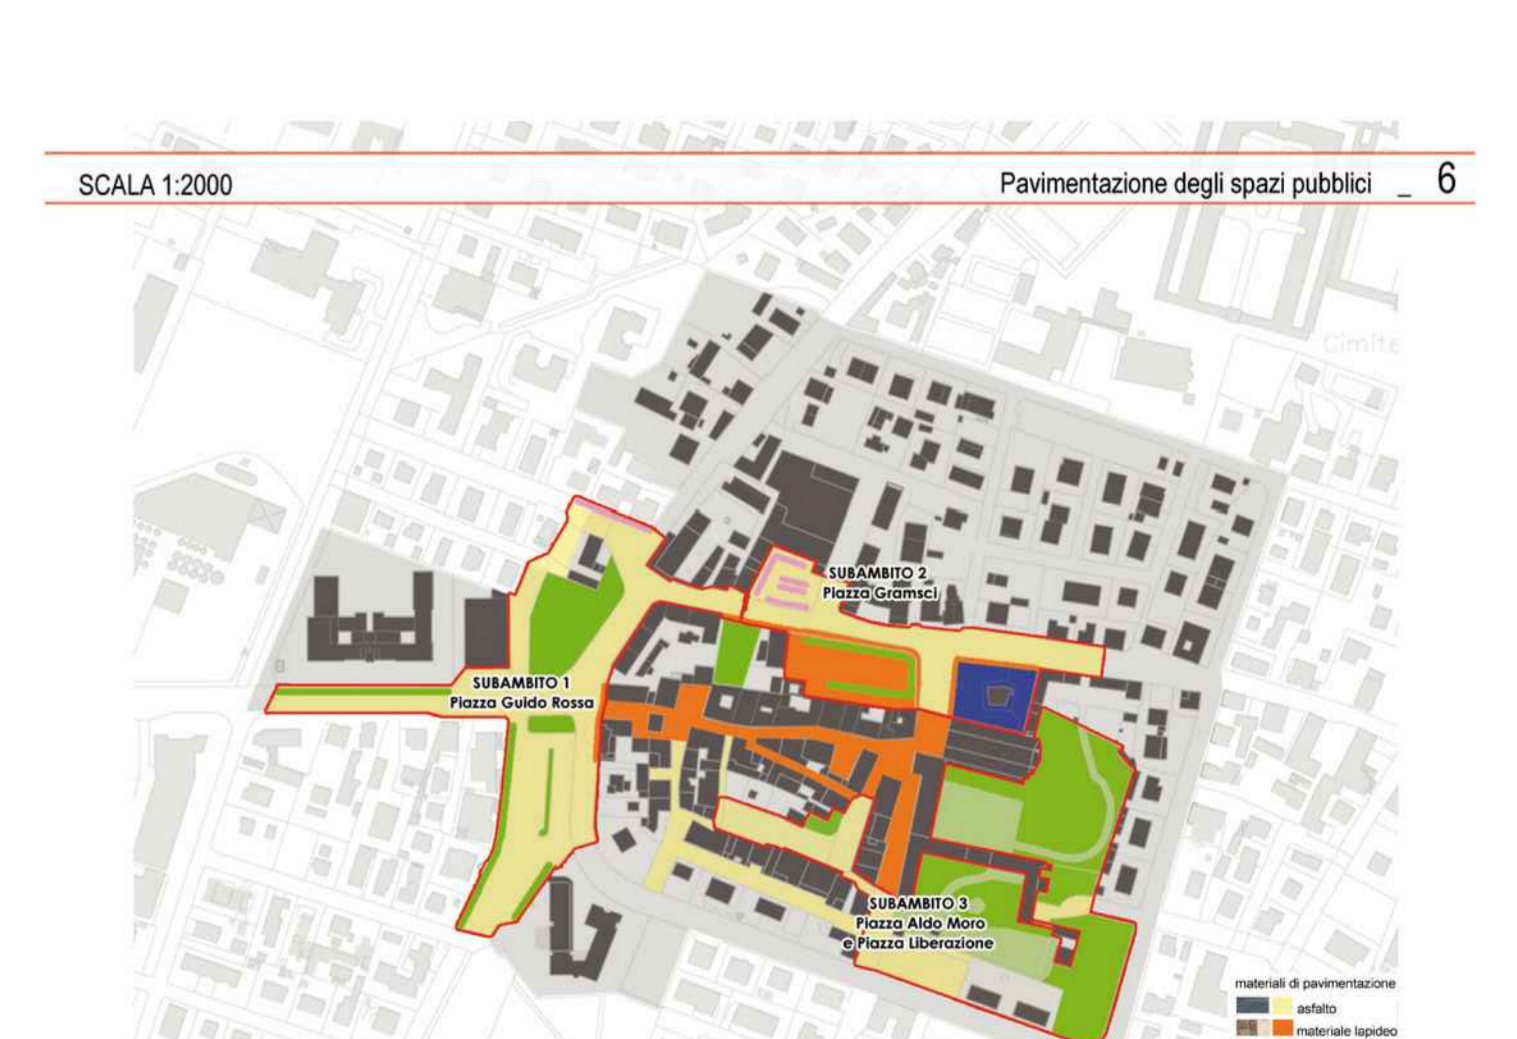 SCALA 1:2000
Pavimentazione degli spazi pubblici _ 6
Cimite
SUBAMBITO 2
Piazza Gramsci
SUBAMBITO 1
Piazza Guido Rossa
SUBAMBITO 3
Piazza Aldo Moro
e Piazza Liberazione
materiali di pavimentazione
asfalto
materiale lapideo